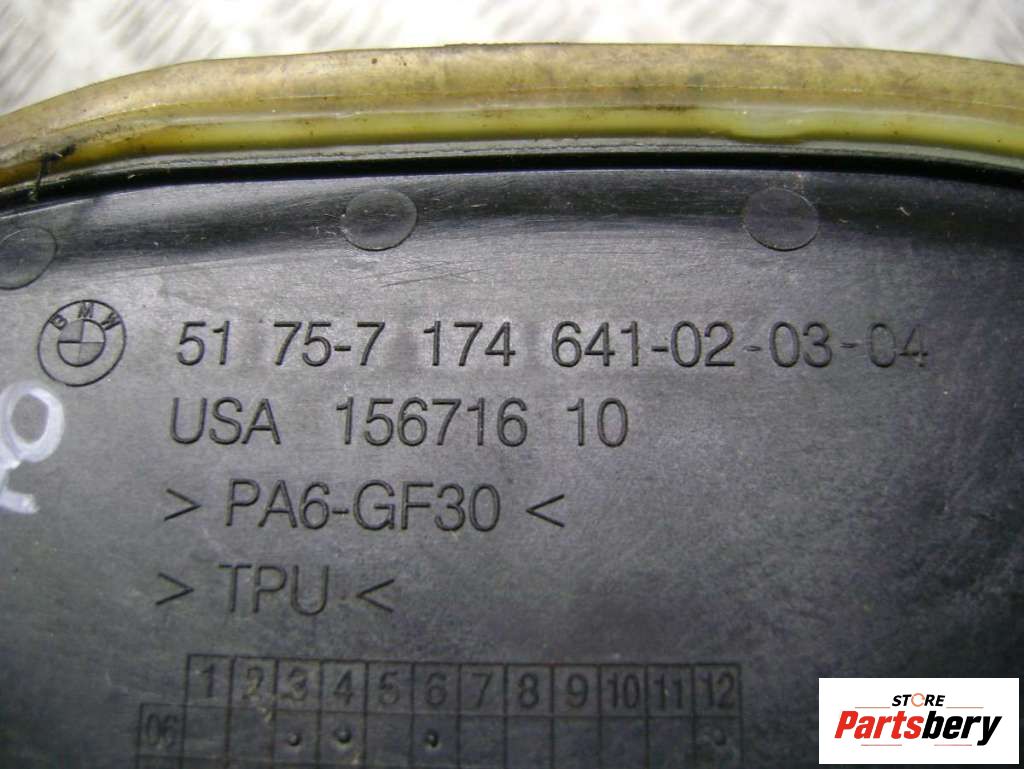 BMW
51 75-7 174 641-02-03-04
USA 156716 10
> PA6-GF30 <
> TPU <
1 2 3 4 5 6 7 8 9 10 11 12
06
STORE
Partsbery